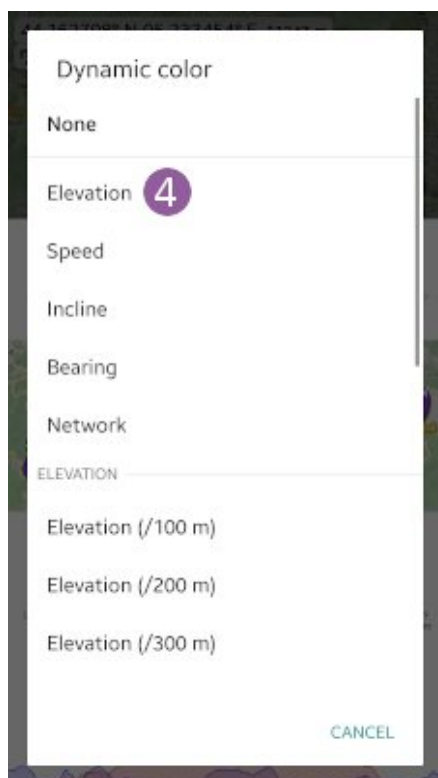 Dynamic color
None
Elevation 4
Speed
Incline
Bearing
Network
ELEVATION
Elevation (/100 m)
Elevation (/200 m)
Elevation (/300 m)
CANCEL